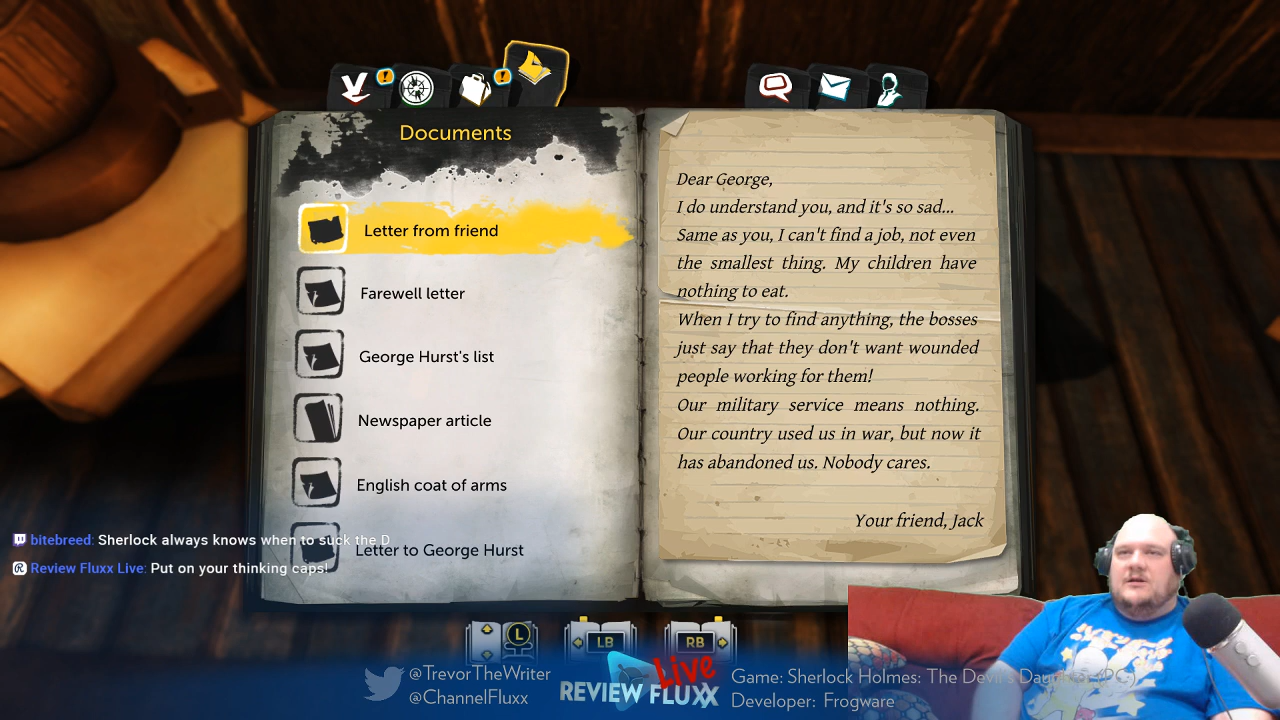 Documents
Letter from friend
Farewell letter
George Hurst's list
Newspaper article
English coat of arms
Letter to George Hurst
Dear George,
I do understand you, and it's so sad...
Same as you, I can't find a job, not even
the smallest thing. My children have
nothing to eat.
When I try to find anything, the bosses
just say that they don't want wounded
people working for them!
Our military service means nothing.
Our country used us in war, but now it
has abandoned us. Nobody cares.
Your friend, Jack
bitebreed: Sherlock always knows when to suck the D
Review Fluxx Live: Put on your thinking caps!
L
LB
RB
@TrevorTheWriter
@ChannelFluxx
Live
REVIEW FLUXX
Game: Sherlock Holmes: The Devil's Daughter (PC)
Developer: Frogware